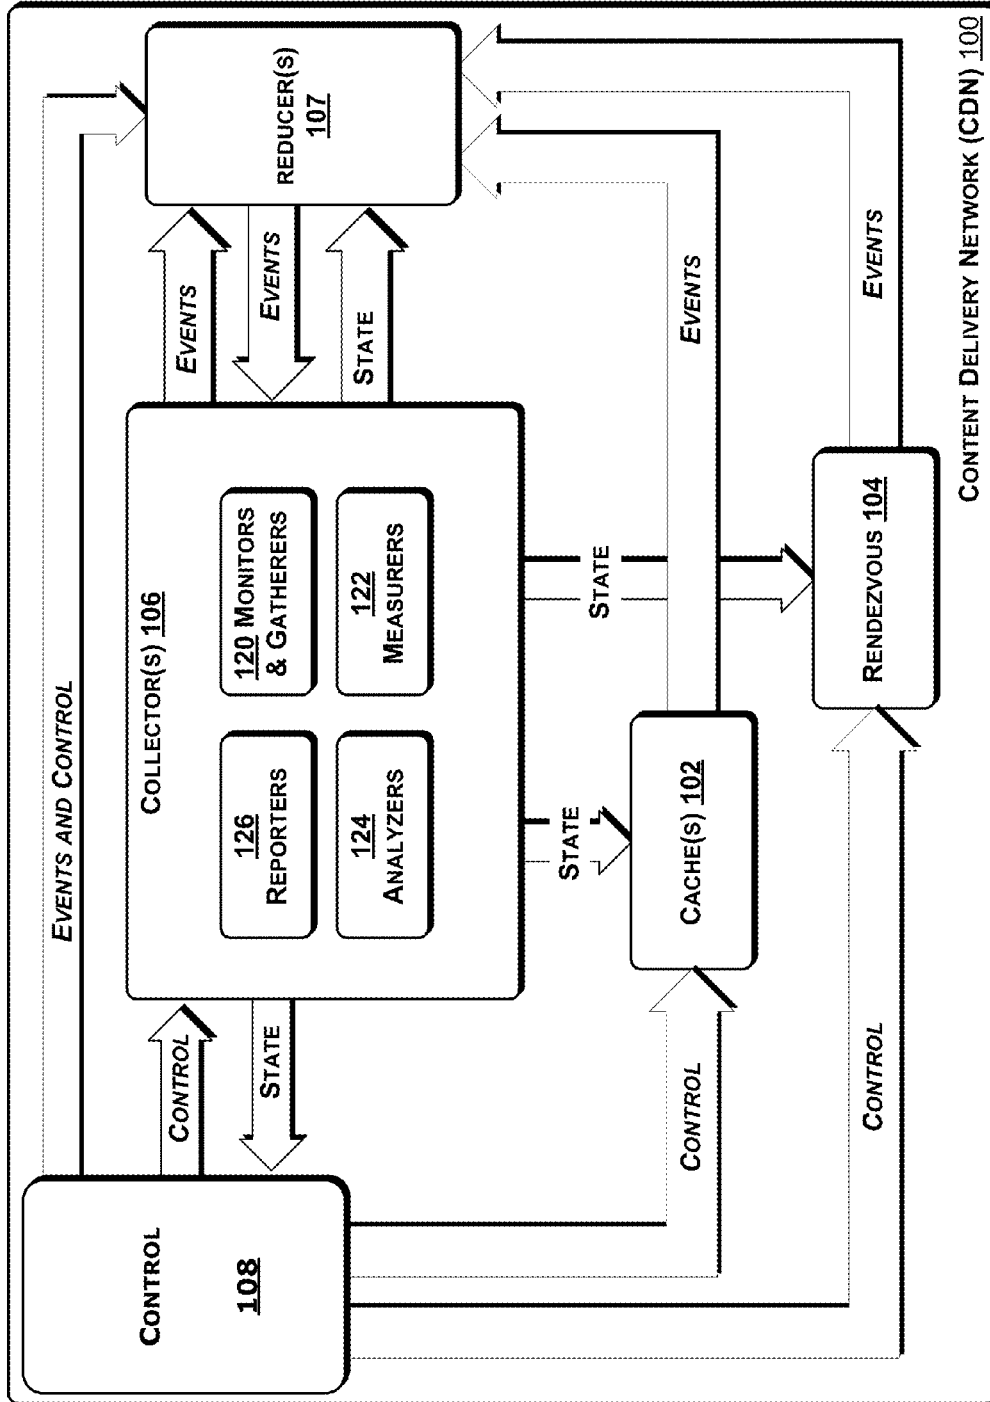 EVENTS AND CONTROL
CONTROL
108
CONTROL
STATE
COLLECTOR(S) 106
126
REPORTERS
120 MONITORS
& GATHERERS
124
ANALYZERS
122
MEASURERS
EVENTS
EVENTS
STATE
REDUCER(S)
107
STATE
STATE
CACHE(S) 102
CONTROL
EVENTS
RENDEZVOUS 104
CONTROL
EVENTS
CONTENT DELIVERY NETWORK (CDN) 100